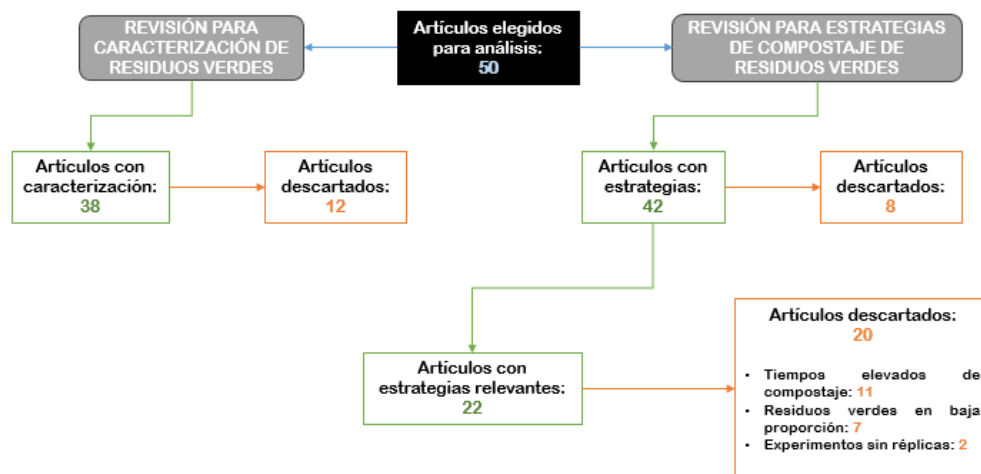 REVISIÓN PARA
CARACTERIZACIÓN DE
RESIDUOS VERDES
Artículos elegidos
para análisis:
50
REVISIÓN PARA ESTRATEGIAS
DE COMPOSTAJE DE
RESIDUOS VERDES
Artículos con
caracterización:
38
Artículos
descartados:
12
Artículos con
estrategias:
42
Artículos
descartados:
8
Artículos con
estrategias relevantes:
22
Artículos descartados:
20
• Tiempos elevados de
compostaje: 11
• Residuos verdes en baja
proporción: 7
• Experimentos sin réplicas: 2